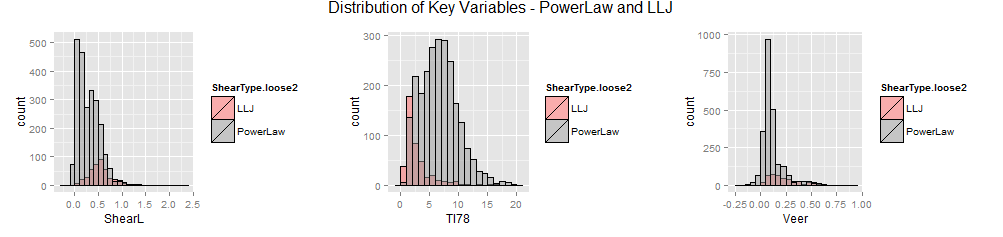 Distribution of Key Variables - PowerLaw and LLJ
count
500
400
300
200
100
0
0.0 0.5 1.0 1.5 2.0 2.5
ShearL
ShearType.loose2
LLJ
PowerLaw
count
300
200
100
0
0 5 10 15 20
TI78
ShearType.loose2
LLJ
PowerLaw
count
1000
750
500
250
0
-0.25 0.00 0.25 0.50 0.75 1.00
Veer
ShearType.loose2
LLJ
PowerLaw